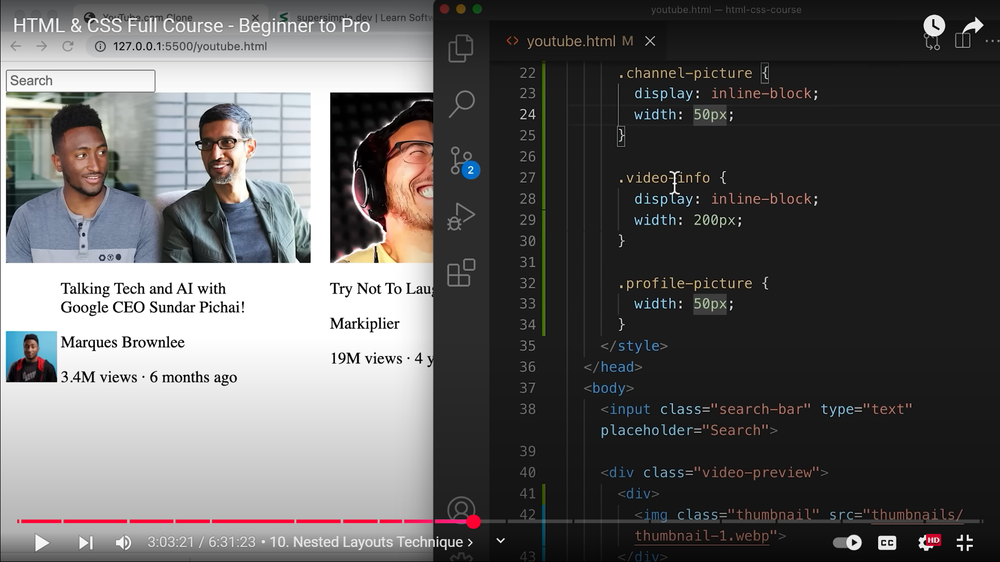 YouTube.com Clone
supersimple.dev | Learn Softw
HTML & CSS Full Course - Beginner to Pro
127.0.0.1:5500/youtube.html
Search
Talking Tech and AI with
Google CEO Sundar Pichai!
Marques Brownlee
3.4M views · 6 months ago
Try Not To Laug
Markiplier
19M views · 4 y
youtube.html — html-css-course
youtube.html M
2
22 .channel-picture {
23 display: inline-block;
24 width: 50px;
25 }
26
27 .video-info {
28 display: inline-block;
29 width: 200px;
30 }
31
32 .profile-picture {
33 width: 50px;
34 }
35 </style>
36 </head>
37 <body>
38 <input class="search-bar" type="text"
placeholder="Search">
39
40 <div class="video-preview">
41 <div>
42 <img class="thumbnail" src="thumbnails/
thumbnail-1.webp">
43 </div>
3:03:21 / 6:31:23 • 10. Nested Layouts Technique
CC
HD